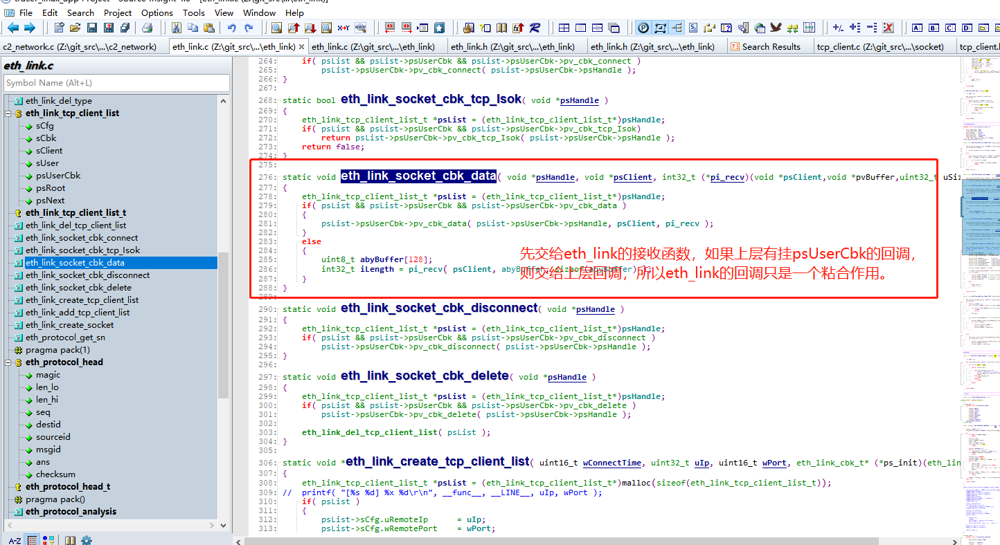 tracer_linux_app Project - Source Insight 4.0 - [eth_link.c (Z:\git_src\...\eth_link)]
File Edit Search Project Options Tools View Window Help
c2_network.c (Z:\git_src\...\c2_network) eth_link.c (Z:\git_src\...\eth_link) eth_link.c (Z:\git_src\...\eth_link) eth_link.h (Z:\git_src\...\eth_link) eth_link.h (Z:\git_src\...\eth_link) Search Results tcp_client.c (Z:\git_src\...\socket) tcp_client.h
eth_link.c
Symbol Name (Alt+L)
eth_link_del_type
eth_link_tcp_client_list
sCfg
sCbk
sClient
sUser
psUserCbk
psRoot
psNext
eth_link_tcp_client_list_t
eth_link_del_tcp_client_list
eth_link_socket_cbk_connect
eth_link_socket_cbk_tcp_Isok
eth_link_socket_cbk_data
eth_link_socket_cbk_disconnect
eth_link_socket_cbk_delete
eth_link_create_tcp_client_list
eth_link_add_tcp_client_list
eth_link_create_socket
eth_protocol_get_sn
pragma pack(1)
eth_protocol_head
magic
len_lo
len_hi
seq
destid
sourceid
msgid
ans
checksum
eth_protocol_head_t
pragma pack()
eth_protocol_analysis
A-Z
264: if( psList && psList->psUserCbk && psList->psUserCbk->pv_cbk_connect )
265: psList->psUserCbk->pv_cbk_connect( psList->psUserCbk->psHandle );
266: }
267:
268: static bool eth_link_socket_cbk_tcp_Isok( void *psHandle )
269: {
270: eth_link_tcp_client_list_t *psList = (eth_link_tcp_client_list_t*)psHandle;
271: if( psList && psList->psUserCbk && psList->psUserCbk->pv_cbk_tcp_Isok)
272: return psList->psUserCbk->pv_cbk_tcp_Isok( psList->psUserCbk->psHandle );
273: return false;
274: }
275:
276: static void eth_link_socket_cbk_data( void *psHandle, void *psClient, int32_t (*pi_recv)(void *psClient,void *pvBuffer,uint32_t uSiz
277: {
278: eth_link_tcp_client_list_t *psList = (eth_link_tcp_client_list_t*)psHandle;
279: if( psList && psList->psUserCbk && psList->psUserCbk->pv_cbk_data )
280: {
281: psList->psUserCbk->pv_cbk_data( psList->psUserCbk->psHandle, psClient, pi_recv );
282: }
283: else
284: {
285: uint8_t abyBuffer[128];
286: int32_t iLength = pi_recv( psClient, abyBuffer, sizeof(abyBuffer) );
287: }
288: }
先交给eth_link的接收函数，如果上层有挂psUserCbk的回调，
则交给上层回调，所以eth_link的回调只是一个粘合作用。
289:
290: static void eth_link_socket_cbk_disconnect( void *psHandle )
291: {
292: eth_link_tcp_client_list_t *psList = (eth_link_tcp_client_list_t*)psHandle;
293: if( psList && psList->psUserCbk && psList->psUserCbk->pv_cbk_disconnect )
294: psList->psUserCbk->pv_cbk_disconnect( psList->psUserCbk->psHandle );
295: }
296:
297: static void eth_link_socket_cbk_delete( void *psHandle )
298: {
299: eth_link_tcp_client_list_t *psList = (eth_link_tcp_client_list_t*)psHandle;
300: if( psList && psList->psUserCbk && psList->psUserCbk->pv_cbk_delete )
301: psList->psUserCbk->pv_cbk_delete( psList->psUserCbk->psHandle );
302:
303: eth_link_del_tcp_client_list( psList );
304: }
305:
306: static void *eth_link_create_tcp_client_list( uint16_t wConnectTime, uint32_t uIp, uint16_t wPort, eth_link_cbk_t* (*ps_init)(eth_lin
307: {
308: eth_link_tcp_client_list_t *psList = (eth_link_tcp_client_list_t*)malloc(sizeof(eth_link_tcp_client_list_t));
309: // printf( "[%s %d] %x %d\r\n", __func__, __LINE__, uIp, wPort );
310: if( psList )
311: {
312: psList->sCfg.uRemoteIp = uIp;
313: psList->sCfg.wRemotePort = wPort;